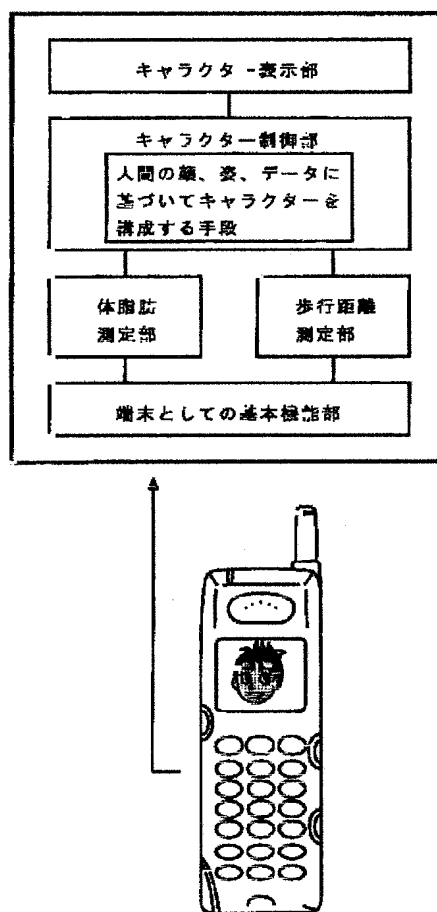 キャラクター表示部
キャラクター制御部
人間の顔、姿、データに
基づいてキャラクターを
構成する手段
体脂肪
測定部
歩行距離
測定部
端末としての基本機能部